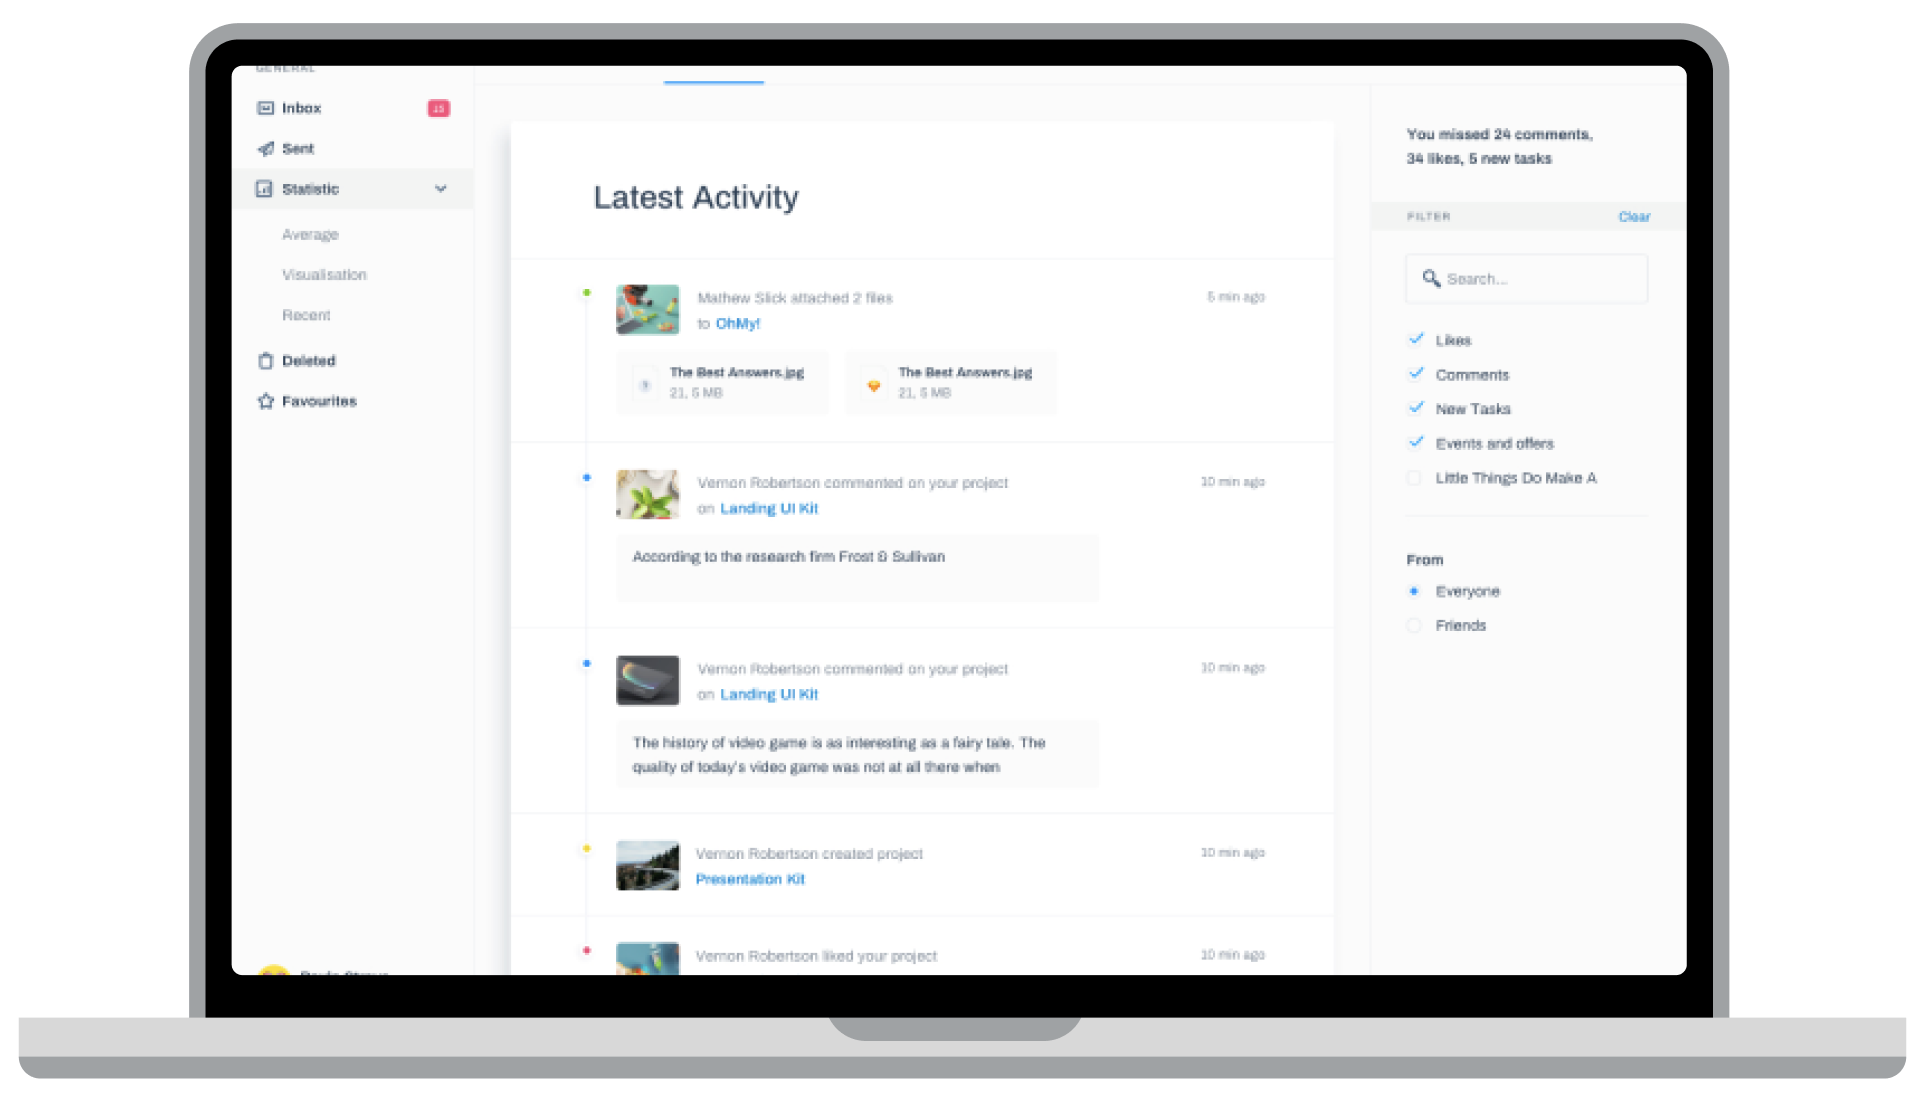 GENERAL
Inbox
15
Sent
Statistic
Average
Visualisation
Recent
Deleted
Favourites
Latest Activity
Mathew Slick attached 2 files
5 min ago
to OhMy!
The Best Answers.jpg
21, 5 MB
The Best Answers.jpg
21, 5 MB
Vernon Robertson commented on your project
10 min ago
on Landing UI Kit
According to the research firm Frost & Sullivan
Vernon Robertson commented on your project
10 min ago
on Landing UI Kit
The history of video game is as interesting as a fairy tale. The
quality of today's video game was not at all there when
Vernon Robertson created project
10 min ago
Presentation Kit
Vernon Robertson liked your project
10 min ago
You missed 24 comments,
34 likes, 5 new tasks
FILTER
Clear
Search...
Likes
Comments
New Tasks
Events and offers
Little Things Do Make A
From
Everyone
Friends